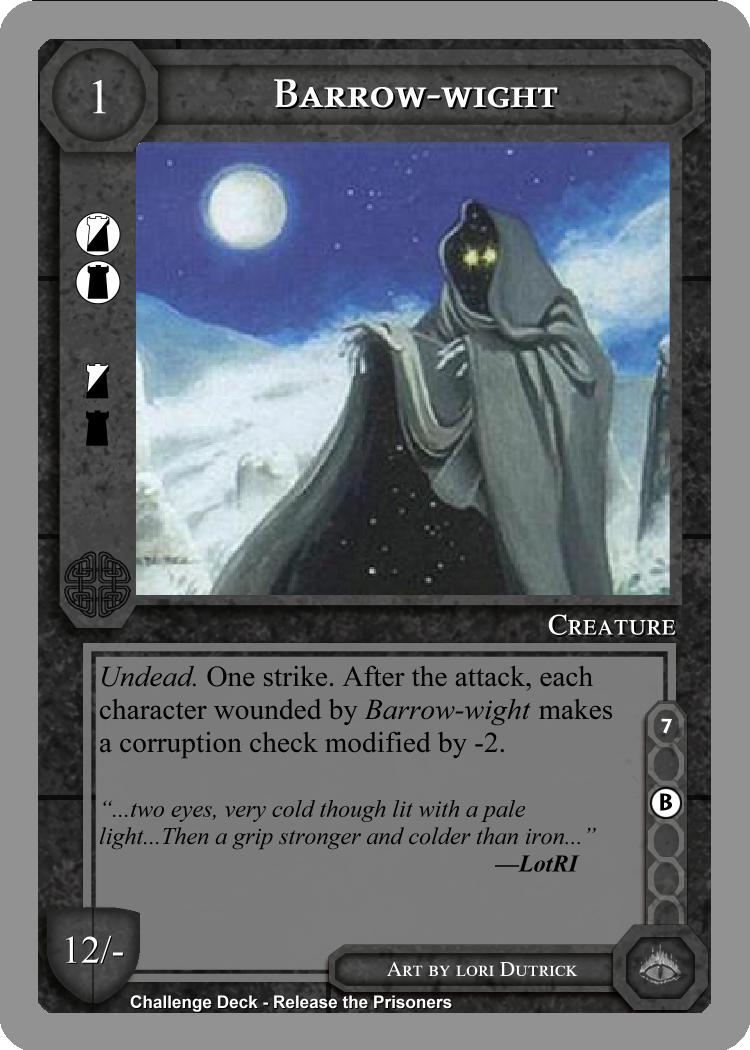 1
Barrow-wight
Creature
Undead. One strike. After the attack, each
character wounded by Barrow-wight makes
a corruption check modified by -2.
7
B
“...two eyes, very cold though lit with a pale
light...Then a grip stronger and colder than iron...”
—LotRI
12/-
Art by lori Dutrick
Challenge Deck - Release the Prisoners